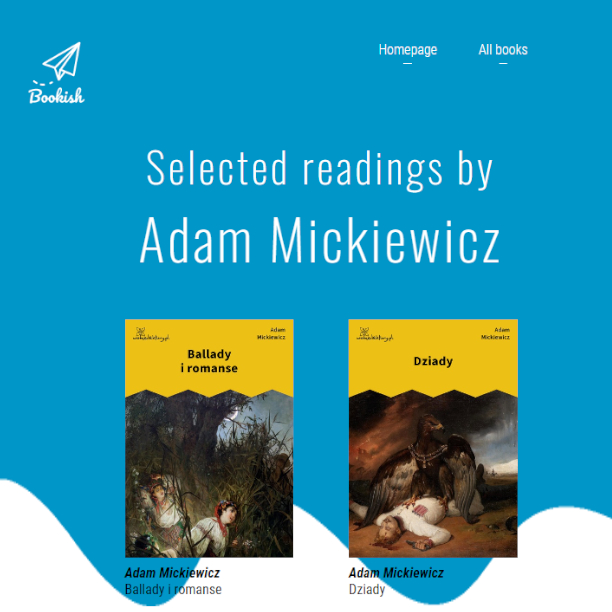 Homepage
All books
Bookish
Selected readings by
Adam Mickiewicz
Adam
Mickiewicz
Ballady
i romanse
Adam
Mickiewicz
Dziady
Adam Mickiewicz
Ballady i romanse
Adam Mickiewicz
Dziady